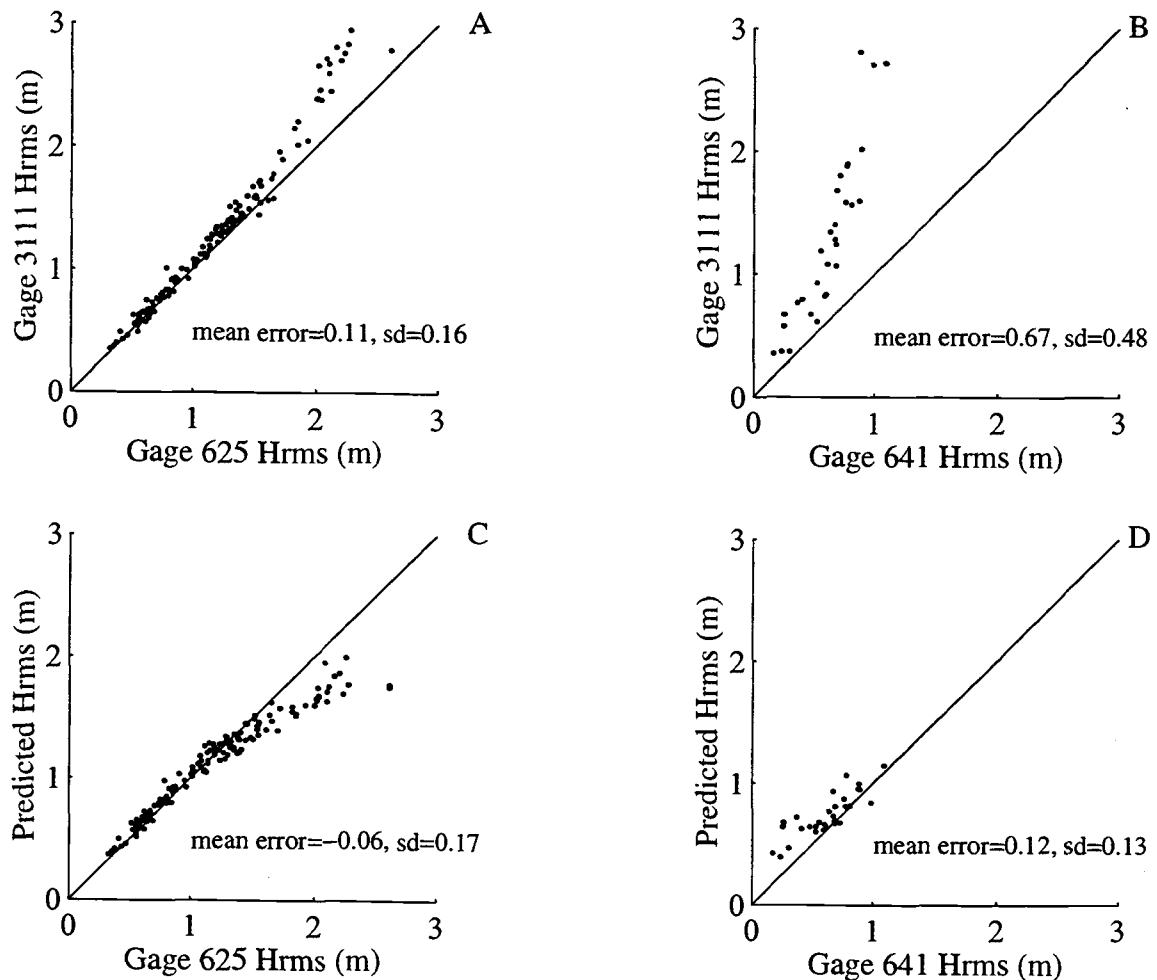 A
3
2
1
0
Gage 3111 Hrms (m)
mean error=0.11, sd=0.16
0 1 2 3
Gage 625 Hrms (m)
B
3
2
1
0
Gage 3111 Hrms (m)
mean error=0.67, sd=0.48
0 1 2 3
Gage 641 Hrms (m)
C
3
2
1
0
Predicted Hrms (m)
mean error=−0.06, sd=0.17
0 1 2 3
Gage 625 Hrms (m)
D
3
2
1
0
Predicted Hrms (m)
mean error=0.12, sd=0.13
0 1 2 3
Gage 641 Hrms (m)